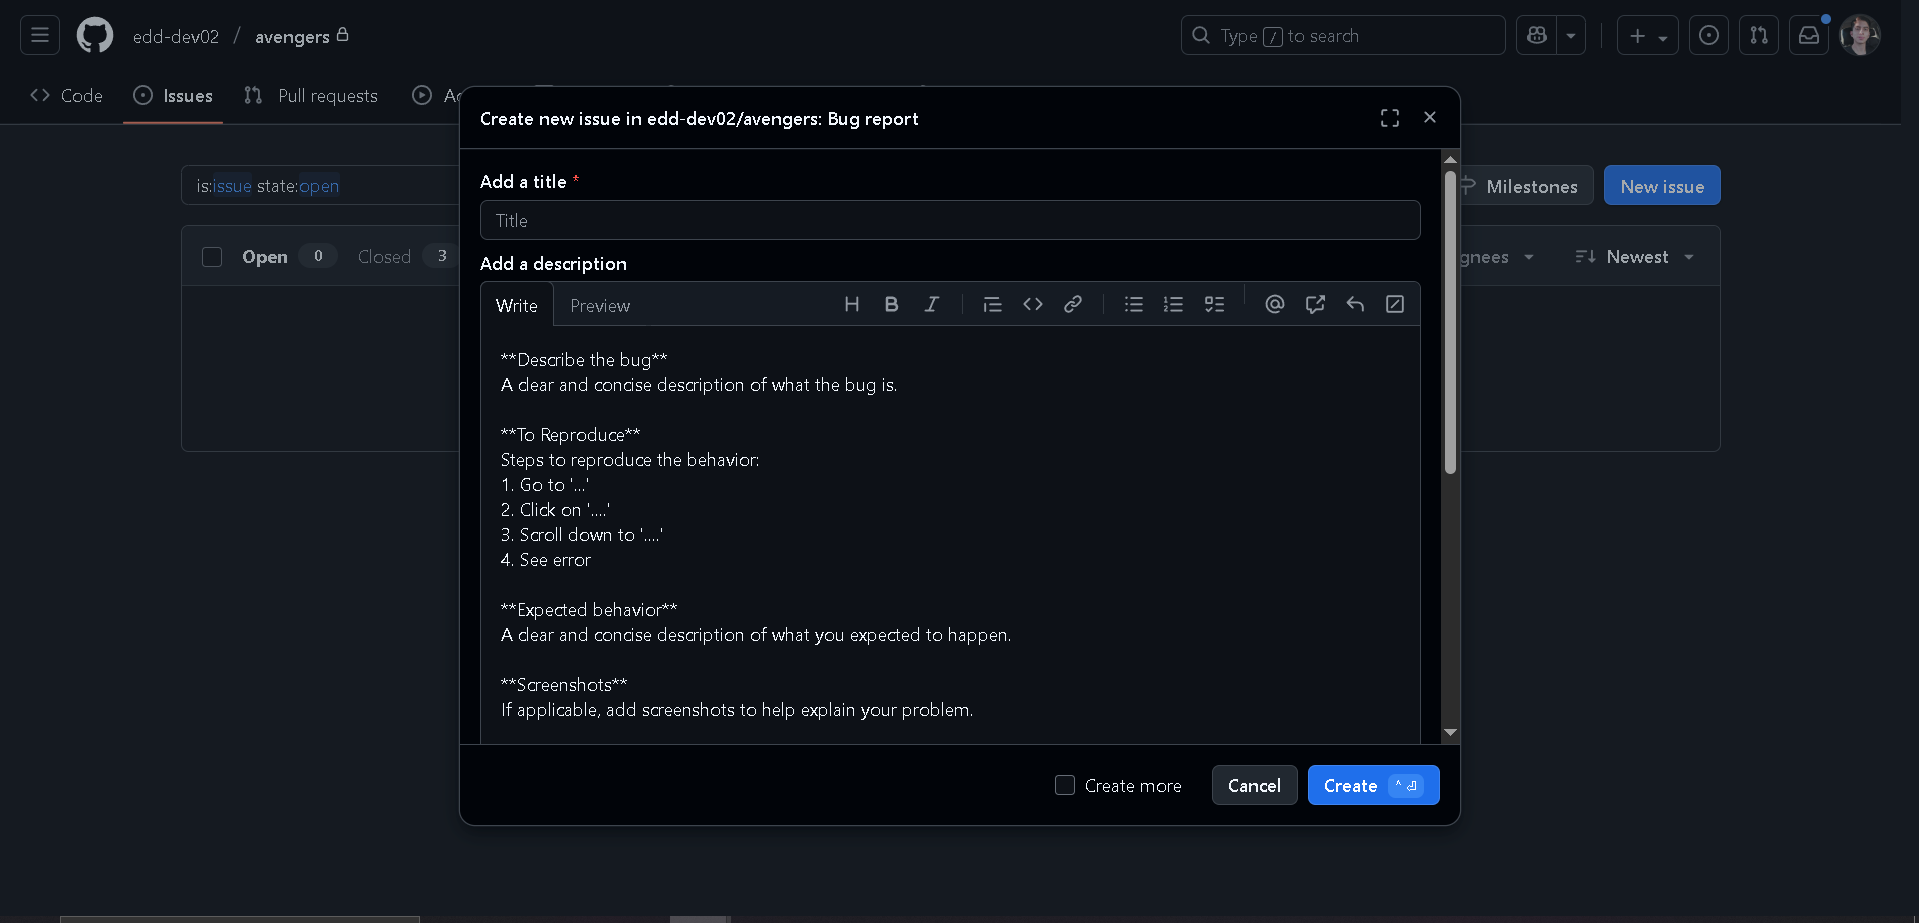 edd-dev02 / avengers
Type / to search
Code
Issues
Pull requests
Create new issue in edd-dev02/avengers: Bug report
is:issue state:open
Milestones
New issue
Add a title *
Title
Open 0
Closed 3
Newest
Add a description
Write
Preview
**Describe the bug**
A clear and concise description of what the bug is.
**To Reproduce**
Steps to reproduce the behavior:
1. Go to '...'
2. Click on '....'
3. Scroll down to '....'
4. See error
**Expected behavior**
A clear and concise description of what you expected to happen.
**Screenshots**
If applicable, add screenshots to help explain your problem.
Create more
Cancel
Create